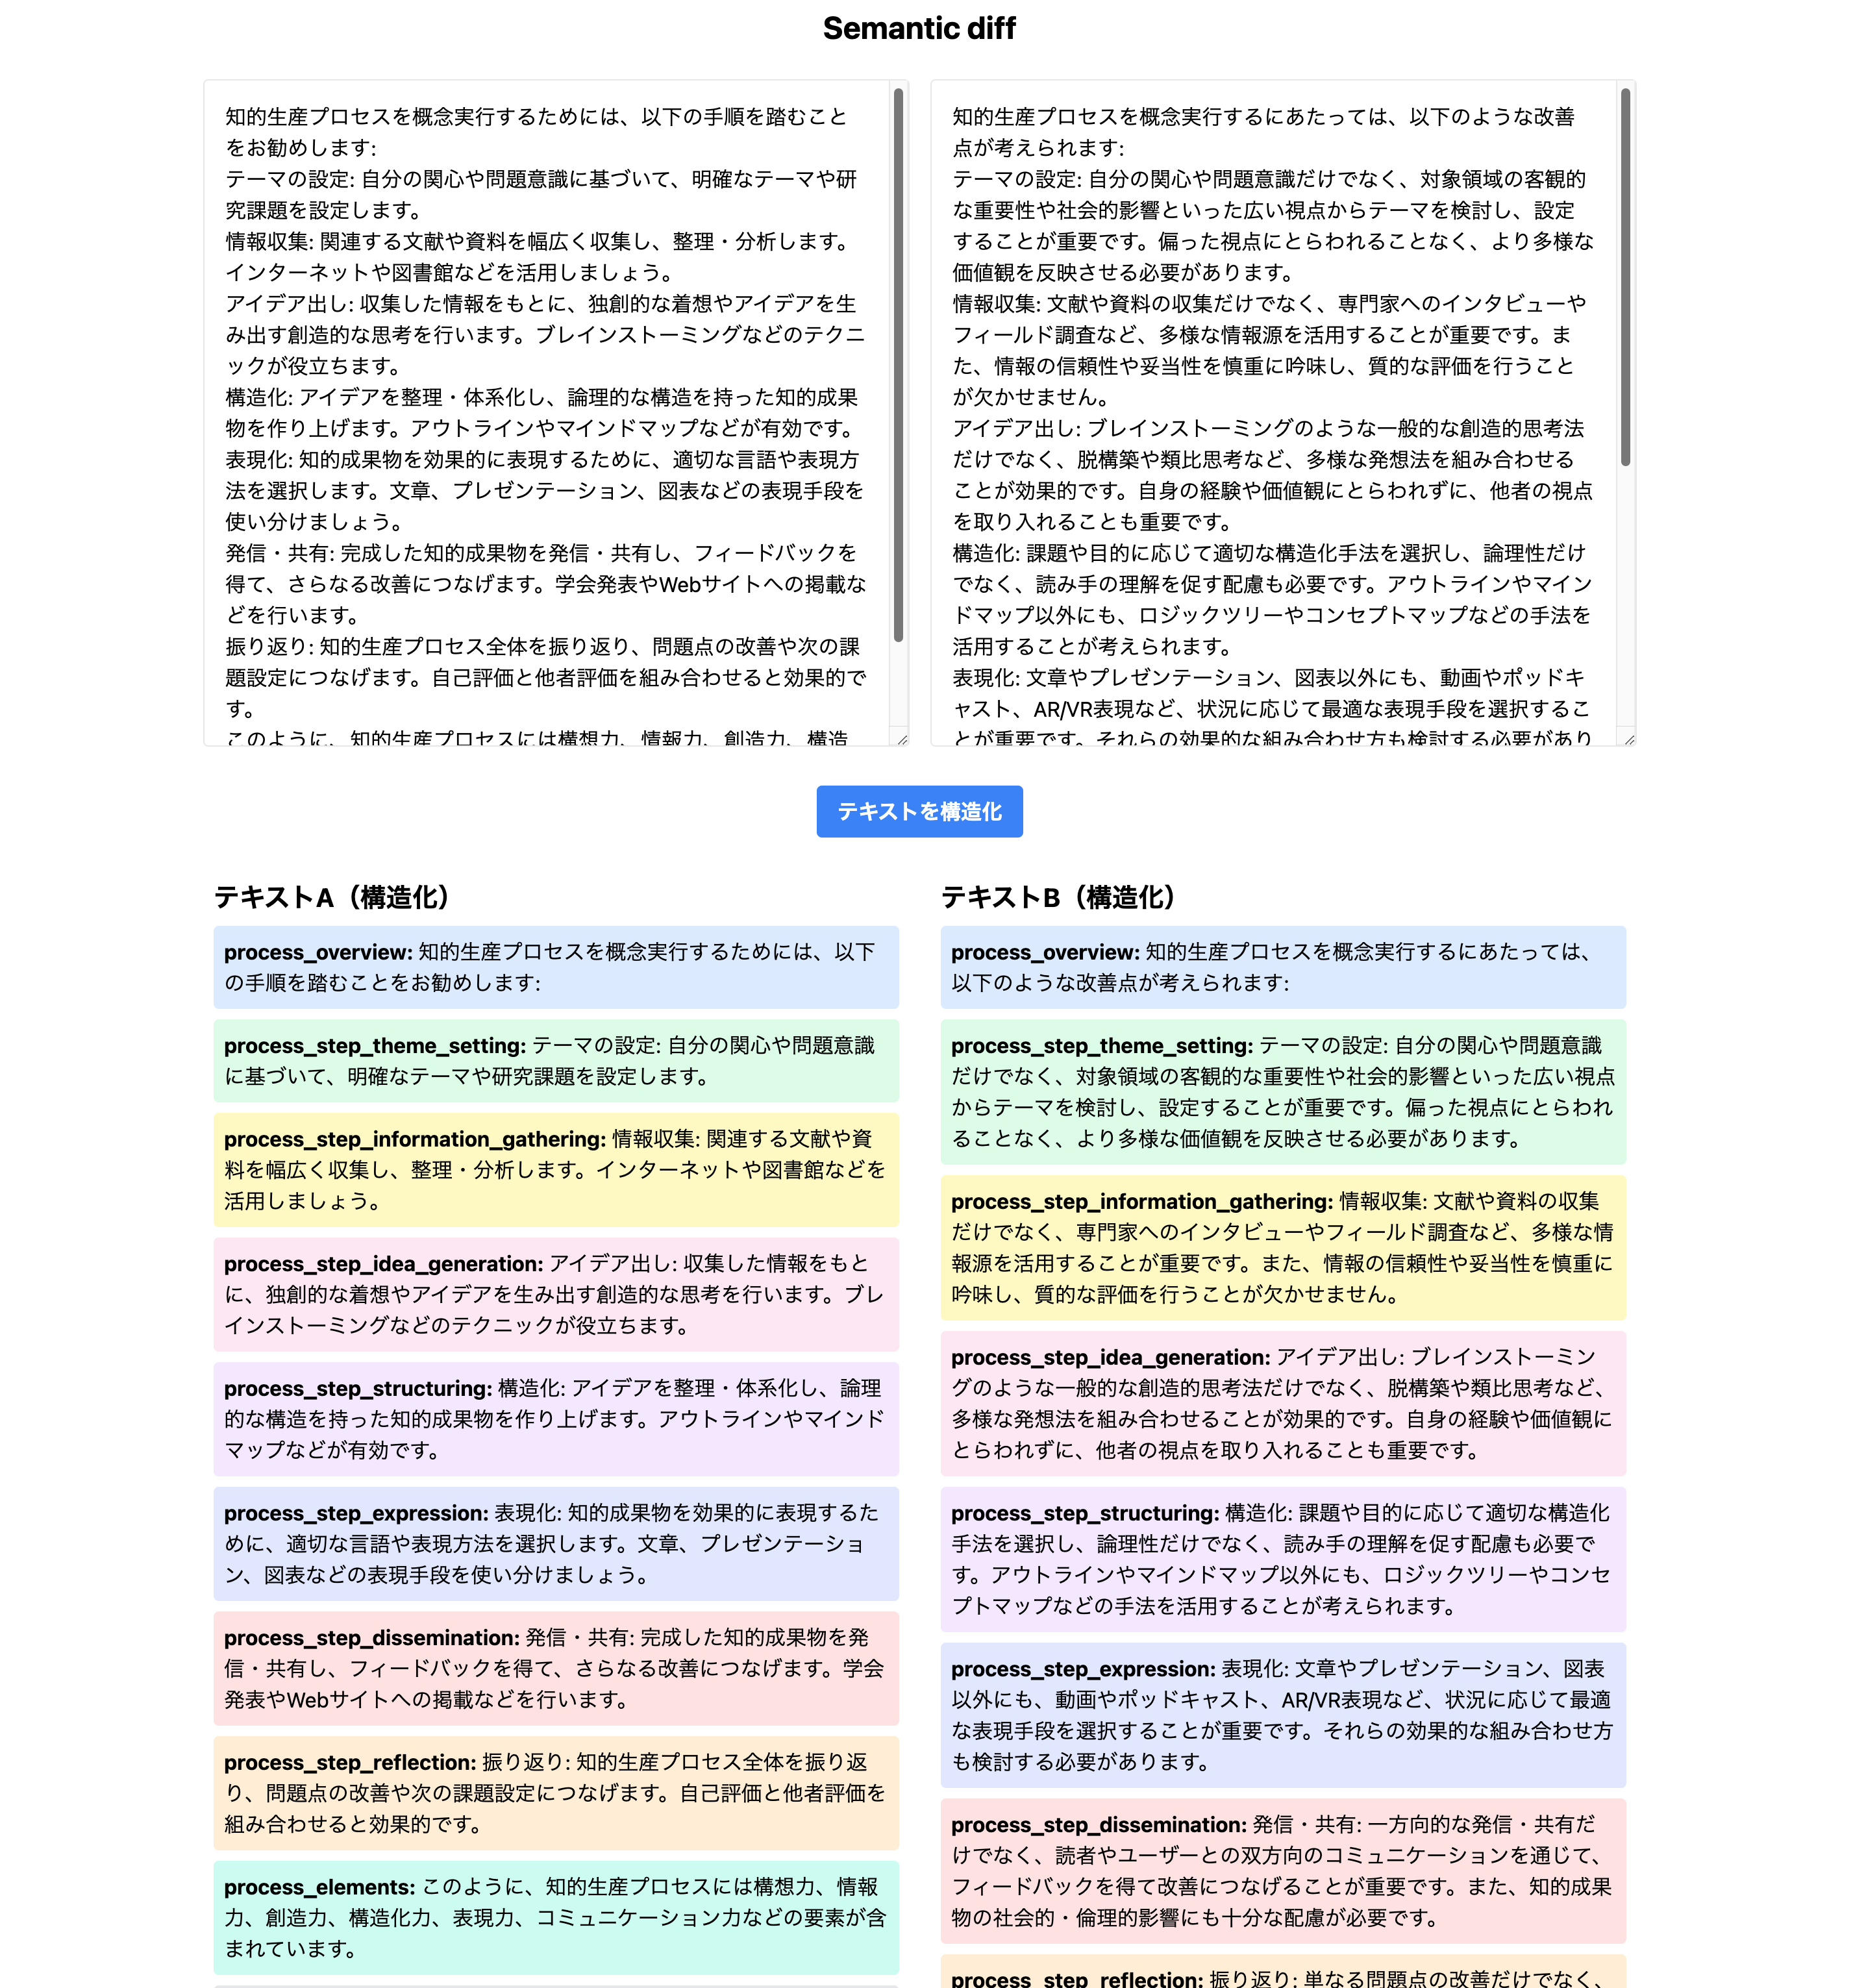 Semantic diff
知的生産プロセスを概念実行するためには、以下の手順を踏むこと
をお勧めします:
テーマの設定: 自分の関心や問題意識に基づいて、明確なテーマや研
究課題を設定します。
情報収集: 関連する文献や資料を幅広く収集し、整理・分析します。
インターネットや図書館などを活用しましょう。
アイデア出し: 収集した情報をもとに、独創的な着想やアイデアを生
み出す創造的な思考を行います。ブレインストーミングなどのテクニ
ックが役立ちます。
構造化: アイデアを整理・体系化し、論理的な構造を持った知的成果
物を作り上げます。アウトラインやマインドマップなどが有効です。
表現化: 知的成果物を効果的に表現するために、適切な言語や表現方
法を選択します。文章、プレゼンテーション、図表などの表現手段を
使い分けましょう。
発信・共有: 完成した知的成果物を発信・共有し、フィードバックを
得て、さらなる改善につなげます。学会発表やWebサイトへの掲載な
どを行います。
振り返り: 知的生産プロセス全体を振り返り、問題点の改善や次の課
題設定につなげます。自己評価と他者評価を組み合わせると効果的で
す。
このように、知的生産プロセスには構想力、情報力、創造力、構造
知的生産プロセスを概念実行するにあたっては、以下のような改善
点が考えられます:
テーマの設定: 自分の関心や問題意識だけでなく、対象領域の客観的
な重要性や社会的影響といった広い視点からテーマを検討し、設定
することが重要です。偏った視点にとらわれることなく、より多様な
価値観を反映させる必要があります。
情報収集: 文献や資料の収集だけでなく、専門家へのインタビューや
フィールド調査など、多様な情報源を活用することが重要です。ま
た、情報の信頼性や妥当性を慎重に吟味し、質的な評価を行うこと
が欠かせません。
アイデア出し: ブレインストーミングのような一般的な創造的思考法
だけでなく、脱構築や類比思考など、多様な発想法を組み合わせる
ことが効果的です。自身の経験や価値観にとらわれずに、他者の視点
を取り入れることも重要です。
構造化: 課題や目的に応じて適切な構造化手法を選択し、論理性だけ
でなく、読み手の理解を促す配慮も必要です。アウトラインやマイン
ドマップ以外にも、ロジックツリーやコンセプトマップなどの手法を
活用することが考えられます。
表現化: 文章やプレゼンテーション、図表以外にも、動画やポッドキ
ャスト、AR/VR表現など、状況に応じて最適な表現手段を選択するこ
とが重要です。それらの効果的な組み合わせ方も検討する必要があり
テキストを構造化
テキストA（構造化）
process_overview: 知的生産プロセスを概念実行するためには、以下
の手順を踏むことをお勧めします:
process_step_theme_setting: テーマの設定: 自分の関心や問題意識
に基づいて、明確なテーマや研究課題を設定します。
process_step_information_gathering: 情報収集: 関連する文献や資
料を幅広く収集し、整理・分析します。インターネットや図書館などを
活用しましょう。
process_step_idea_generation: アイデア出し: 収集した情報をもと
に、独創的な着想やアイデアを生み出す創造的な思考を行います。ブレ
インストーミングなどのテクニックが役立ちます。
process_step_structuring: 構造化: アイデアを整理・体系化し、論理
的な構造を持った知的成果物を作り上げます。アウトラインやマインド
マップなどが有効です。
process_step_expression: 表現化: 知的成果物を効果的に表現するた
めに、適切な言語や表現方法を選択します。文章、プレゼンテーショ
ン、図表などの表現手段を使い分けましょう。
process_step_dissemination: 発信・共有: 完成した知的成果物を発
信・共有し、フィードバックを得て、さらなる改善につなげます。学会
発表やWebサイトへの掲載などを行います。
process_step_reflection: 振り返り: 知的生産プロセス全体を振り返
り、問題点の改善や次の課題設定につなげます。自己評価と他者評価を
組み合わせると効果的です。
process_elements: このように、知的生産プロセスには構想力、情報
力、創造力、構造化力、表現力、コミュニケーション力などの要素が含
まれています。
テキストB（構造化）
process_overview: 知的生産プロセスを概念実行するにあたっては、
以下のような改善点が考えられます:
process_step_theme_setting: テーマの設定: 自分の関心や問題意識
だけでなく、対象領域の客観的な重要性や社会的影響といった広い視点
からテーマを検討し、設定することが重要です。偏った視点にとらわれ
ることなく、より多様な価値観を反映させる必要があります。
process_step_information_gathering: 情報収集: 文献や資料の収集
だけでなく、専門家へのインタビューやフィールド調査など、多様な情
報源を活用することが重要です。また、情報の信頼性や妥当性を慎重に
吟味し、質的な評価を行うことが欠かせません。
process_step_idea_generation: アイデア出し: ブレインストーミン
グのような一般的な創造的思考法だけでなく、脱構築や類比思考など、
多様な発想法を組み合わせることが効果的です。自身の経験や価値観に
とらわれずに、他者の視点を取り入れることも重要です。
process_step_structuring: 構造化: 課題や目的に応じて適切な構造化
手法を選択し、論理性だけでなく、読み手の理解を促す配慮も必要で
す。アウトラインやマインドマップ以外にも、ロジックツリーやコンセ
プトマップなどの手法を活用することが考えられます。
process_step_expression: 表現化: 文章やプレゼンテーション、図表
以外にも、動画やポッドキャスト、AR/VR表現など、状況に応じて最適
な表現手段を選択することが重要です。それらの効果的な組み合わせ方
も検討する必要があります。
process_step_dissemination: 発信・共有: 一方向的な発信・共有だ
けでなく、読者やユーザーとの双方向のコミュニケーションを通じて、
フィードバックを得て改善につなげることが重要です。また、知的成果
物の社会的・倫理的影響にも十分な配慮が必要です。
process_step_reflection: 振り返り: 単なる問題点の改善だけでなく、